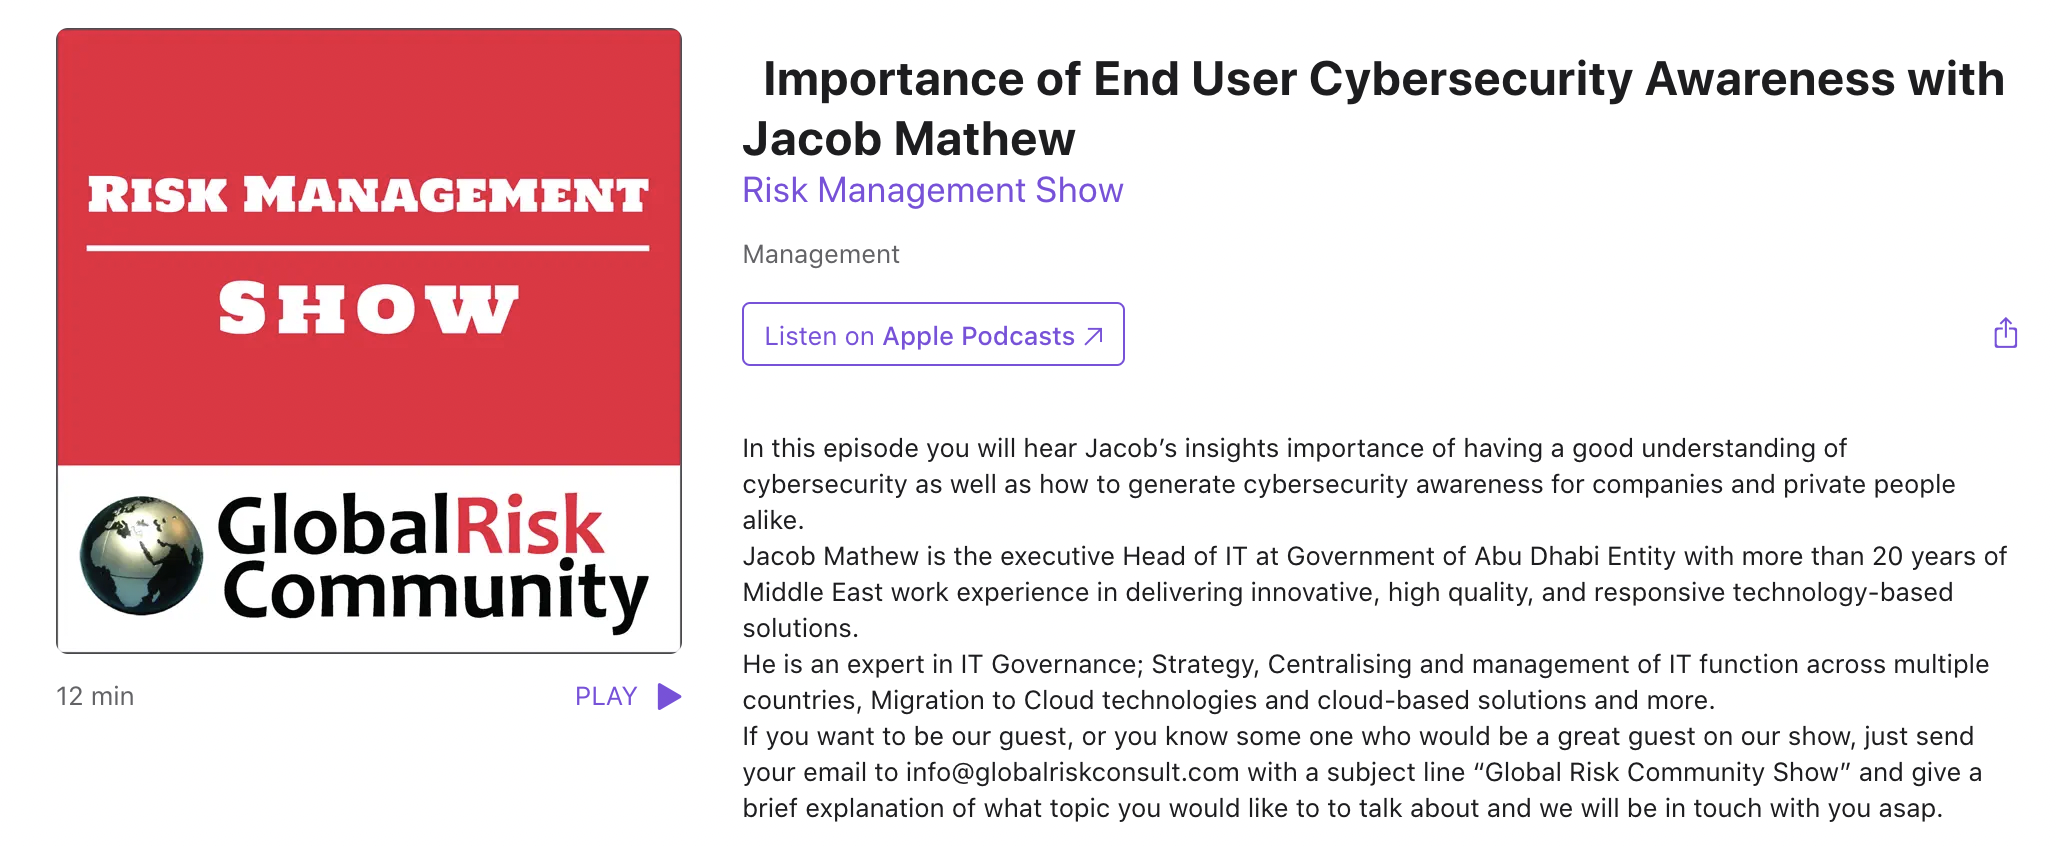 RISK MANAGEMENT
SHOW
GlobalRisk
Community
12 min
PLAY
Importance of End User Cybersecurity Awareness with
Jacob Mathew
Risk Management Show
Management
Listen on Apple Podcasts
In this episode you will hear Jacob’s insights importance of having a good understanding of
cybersecurity as well as how to generate cybersecurity awareness for companies and private people
alike.
Jacob Mathew is the executive Head of IT at Government of Abu Dhabi Entity with more than 20 years of
Middle East work experience in delivering innovative, high quality, and responsive technology-based
solutions.
He is an expert in IT Governance; Strategy, Centralising and management of IT function across multiple
countries, Migration to Cloud technologies and cloud-based solutions and more.
If you want to be our guest, or you know some one who would be a great guest on our show, just send
your email to info@globalriskconsult.com with a subject line “Global Risk Community Show” and give a
brief explanation of what topic you would like to to talk about and we will be in touch with you asap.